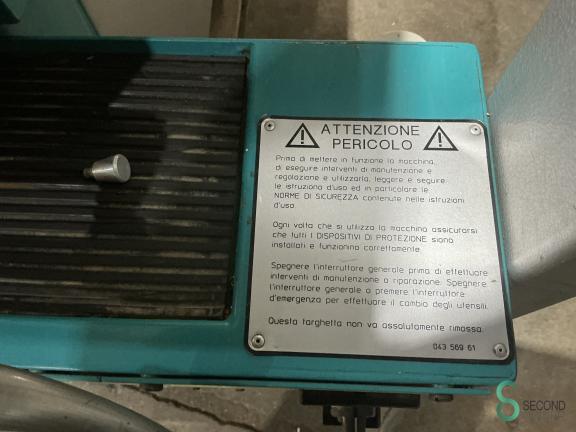 ATTENZIONE
PERICOLO
Prima di mettere in funzione la macchina,
di eseguire interventi di manutenzione e
regolazione e utilizzarla, leggere e seguire
le istruzioni d'uso ed in particolare le
NORME DI SICUREZZA contenute nelle istruzioni
d'uso.
Ogni volta che si utilizza la macchina assicurarsi
che tutti I DISPOSITIVI DI PROTEZIONE siano
installati e funzionino correttamente.
Spegnere l'interruttore generale prima di effettuare
interventi di manutenzione o riparazione. Spegnere
l'interruttore generale o premere l'interruttore
d'emergenza per effettuare il cambio degli utensili.
Questa targhetta non va assolutamente rimossa.
043 569 61
SECOND